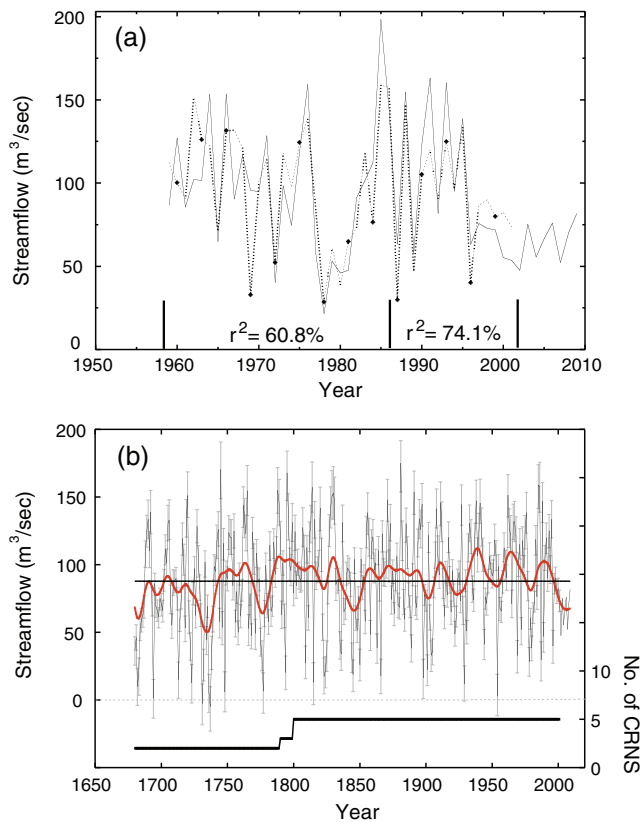 (a)
Streamflow (m³/sec)
200
150
100
50
0
r²= 60.8%
r²= 74.1%
1950 1960 1970 1980 1990 2000 2010
Year
(b)
Streamflow (m³/sec)
200
150
100
50
0
10
5
0
No. of CRNS
1650 1700 1750 1800 1850 1900 1950 2000
Year